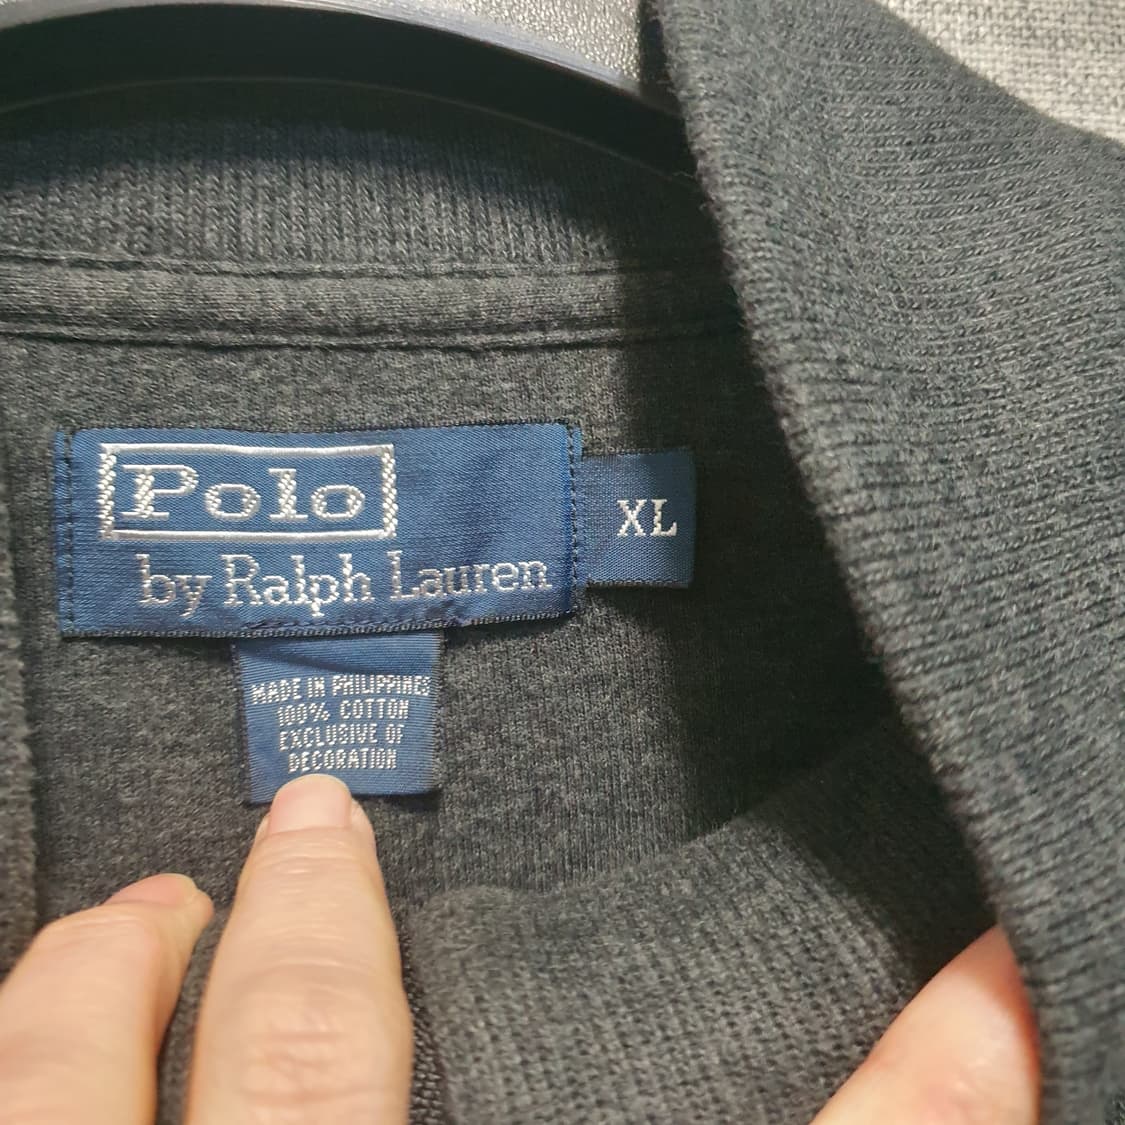 Polo
by Ralph Lauren
XL
MADE IN PHILIPPINES
100% COTTON
EXCLUSIVE OF
DECORATION